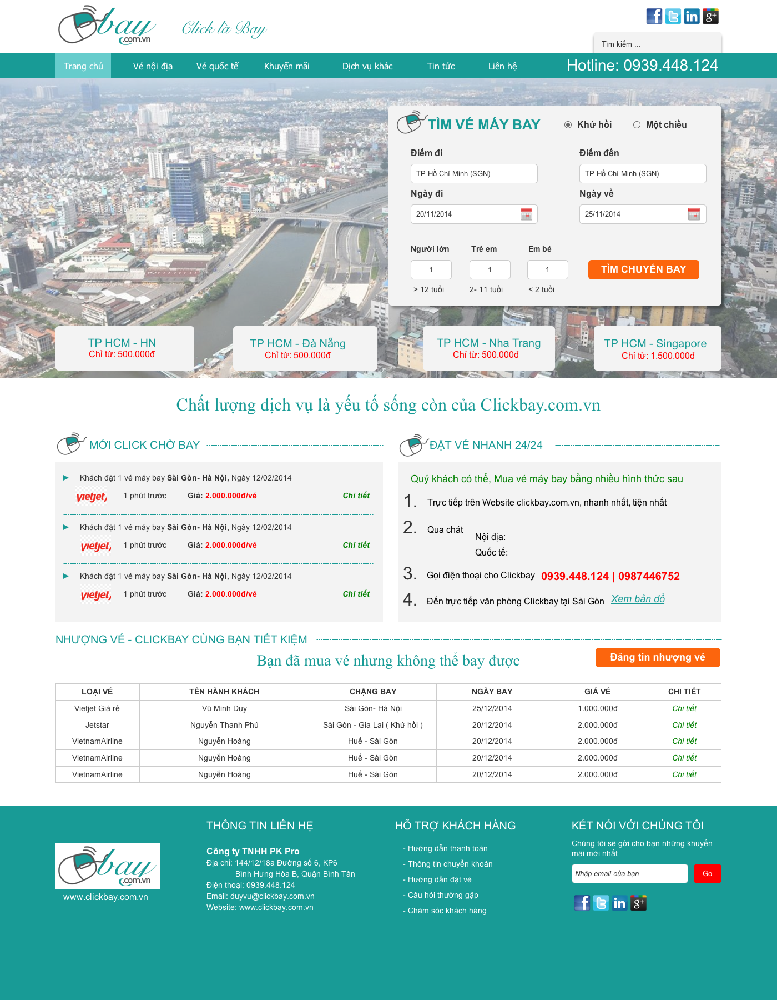 bay
.com.vn
Click là Bay
Tìm kiếm ...
Trang chủ
Vé nội địa
Vé quốc tế
Khuyến mãi
Dịch vụ khác
Tin tức
Liên hệ
Hotline: 0939.448.124
TÌM VÉ MÁY BAY
Khứ hồi
Một chiều
Điểm đi
Điểm đến
TP Hồ Chí Minh (SGN)
TP Hồ Chí Minh (SGN)
Ngày đi
Ngày về
20/11/2014
25/11/2014
Người lớn
Trẻ em
Em bé
1
1
1
TÌM CHUYẾN BAY
> 12 tuổi
2- 11 tuổi
< 2 tuổi
TP HCM - HN
Chỉ từ: 500.000đ
TP HCM - Đà Nẵng
Chỉ từ: 500.000đ
TP HCM - Nha Trang
Chỉ từ: 500.000đ
TP HCM - Singapore
Chỉ từ: 1.500.000đ
Chất lượng dịch vụ là yếu tố sống còn của Clickbay.com.vn
MỚI CLICK CHỜ BAY
Khách đặt 1 vé máy bay Sài Gòn- Hà Nội, Ngày 12/02/2014
vietjet
1 phút trước
Giá: 2.000.000đ/vé
Chi tiết
Khách đặt 1 vé máy bay Sài Gòn- Hà Nội, Ngày 12/02/2014
vietjet
1 phút trước
Giá: 2.000.000đ/vé
Chi tiết
Khách đặt 1 vé máy bay Sài Gòn- Hà Nội, Ngày 12/02/2014
vietjet
1 phút trước
Giá: 2.000.000đ/vé
Chi tiết
ĐẶT VÉ NHANH 24/24
Quý khách có thể, Mua vé máy bay bằng nhiều hình thức sau
1. Trực tiếp trên Website clickbay.com.vn, nhanh nhất, tiện nhất
2. Qua chát
Nội địa:
Quốc tế:
3. Gọi điện thoại cho Clickbay 0939.448.124 | 0987446752
4. Đến trực tiếp văn phòng Clickbay tại Sài Gòn Xem bản đồ
NHƯỢNG VÉ - CLICKBAY CÙNG BẠN TIẾT KIỆM
Bạn đã mua vé nhưng không thể bay được
Đăng tin nhượng vé
LOẠI VÉ TÊN HÀNH KHÁCH CHẶNG BAY NGÀY BAY GIÁ VÉ CHI TIẾT
Vietjet Giá rẻ Vũ Minh Duy Sài Gòn- Hà Nội 25/12/2014 1.000.000đ Chi tiết
Jetstar Nguyễn Thanh Phú Sài Gòn - Gia Lai ( Khứ hồi ) 20/12/2014 2.000.000đ Chi tiết
VietnamAirline Nguyễn Hoàng Huế - Sài Gòn 20/12/2014 2.000.000đ Chi tiết
VietnamAirline Nguyễn Hoàng Huế - Sài Gòn 20/12/2014 2.000.000đ Chi tiết
VietnamAirline Nguyễn Hoàng Huế - Sài Gòn 20/12/2014 2.000.000đ Chi tiết
bay
.com.vn
www.clickbay.com.vn
THÔNG TIN LIÊN HỆ
Công ty TNHH PK Pro
Địa chỉ: 144/12/18a Đường số 6, KP6
Bình Hưng Hòa B, Quận Bình Tân
Điện thoại: 0939.448.124
Email: duyvu@clickbay.com.vn
Website: www.clickbay.com.vn
HỖ TRỢ KHÁCH HÀNG
- Hướng dẫn thanh toán
- Thông tin chuyển khoản
- Hướng dẫn đặt vé
- Câu hỏi thường gặp
- Chăm sóc khách hàng
KẾT NỐI VỚI CHÚNG TÔI
Chúng tôi sẽ gởi cho bạn những khuyến
mãi mới nhất
Nhập email của bạn
Go